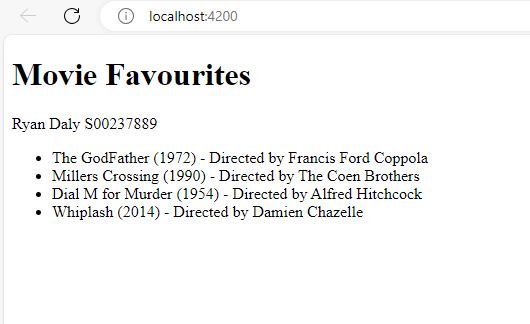 localhost:4200
Movie Favourites
Ryan Daly S00237889
The GodFather (1972) - Directed by Francis Ford Coppola
Millers Crossing (1990) - Directed by The Coen Brothers
Dial M for Murder (1954) - Directed by Alfred Hitchcock
Whiplash (2014) - Directed by Damien Chazelle